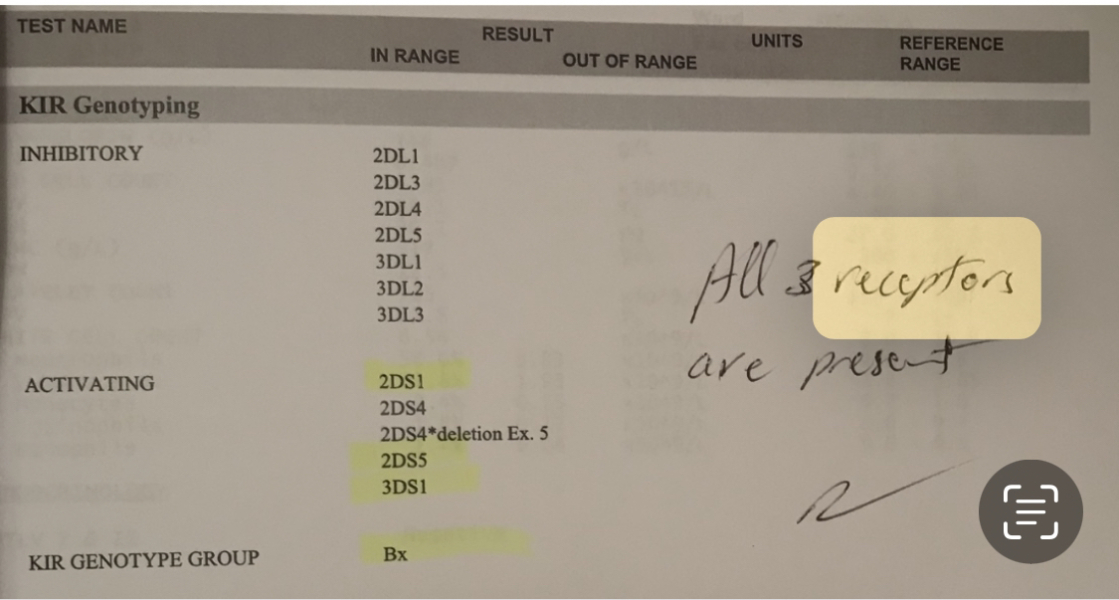 TEST NAME
RESULT
UNITS
REFERENCE
IN RANGE
OUT OF RANGE
RANGE
KIR Genotyping
INHIBITORY
2DL1
2DL3
2DL4
2DL5
3DL1
3DL2
3DL3
All 3 receptors
are present
ACTIVATING
2DS1
2DS4
2DS4*deletion Ex. 5
2DS5
3DS1
KIR GENOTYPE GROUP
Bx